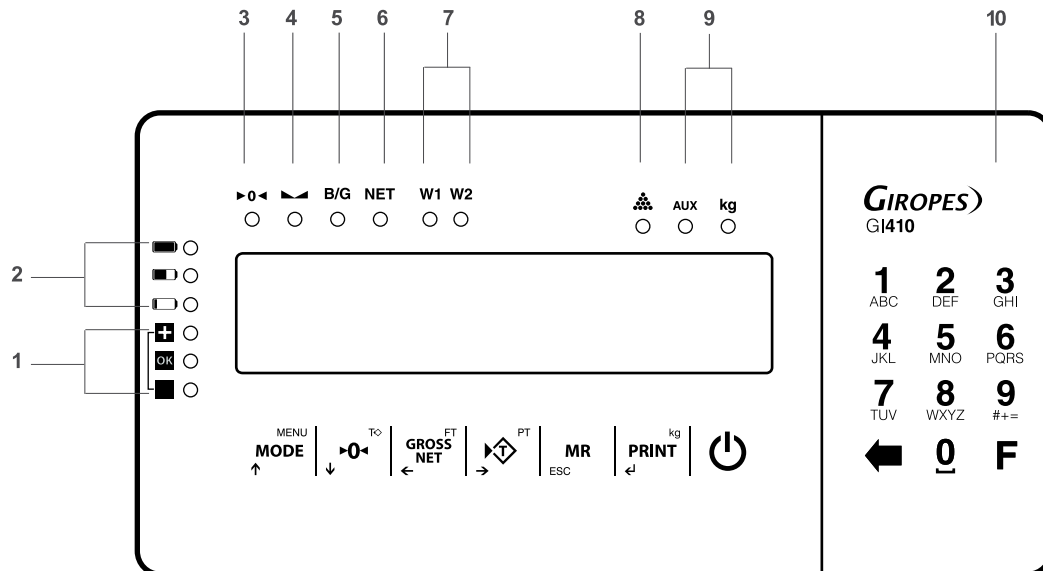 3 4 5 6 7 8 9 10
►0◄ B/G NET W1 W2 AUX kg
GIROPES
GI410
2
1
+
OK
1 2 3
ABC DEF GHI
4 5 6
JKL MNO PQRS
7 8 9
TUV WXYZ #+=
0 F
MENU T FT PT kg
MODE ►0◄ GROSS NET T MR PRINT
↑ ↓ ← → ESC ↵